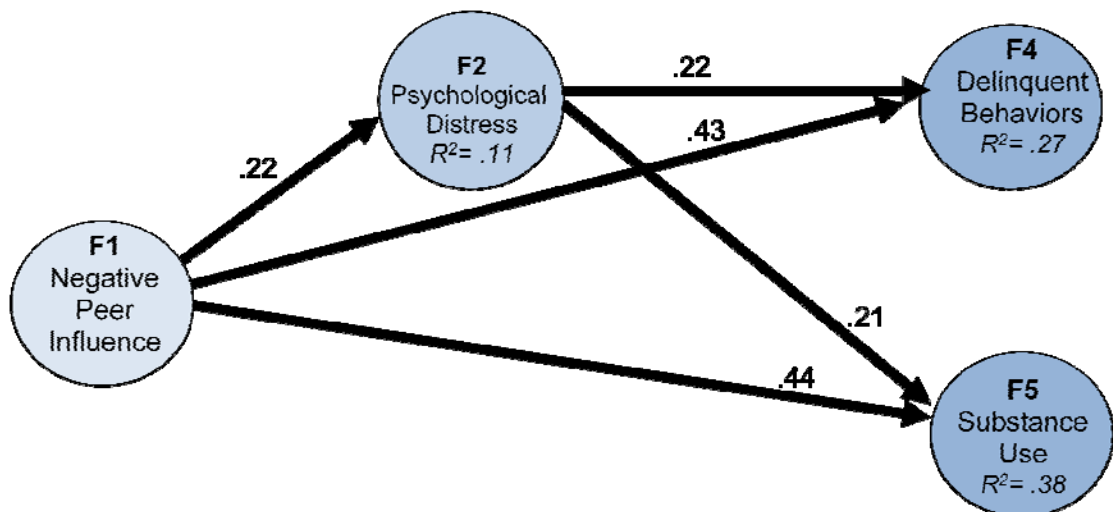 F2
Psychological
Distress
R²= .11
.22
F4
Delinquent
Behaviors
R²= .27
.43
.22
F1
Negative
Peer
Influence
.21
.44
F5
Substance
Use
R²= .38